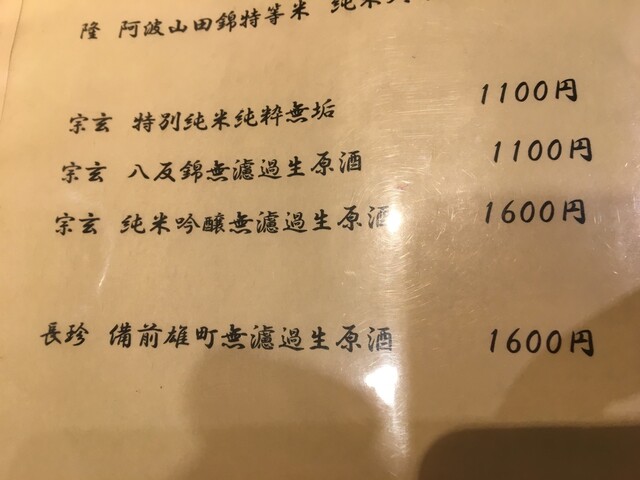 隆 阿波山田錦特等米 純米
宗玄 特別純米純粋無垢 1100円
宗玄 八反錦無濾過生原酒 1100円
宗玄 純米吟醸無濾過生原酒 1600円
長珍 備前雄町無濾過生原酒 1600円